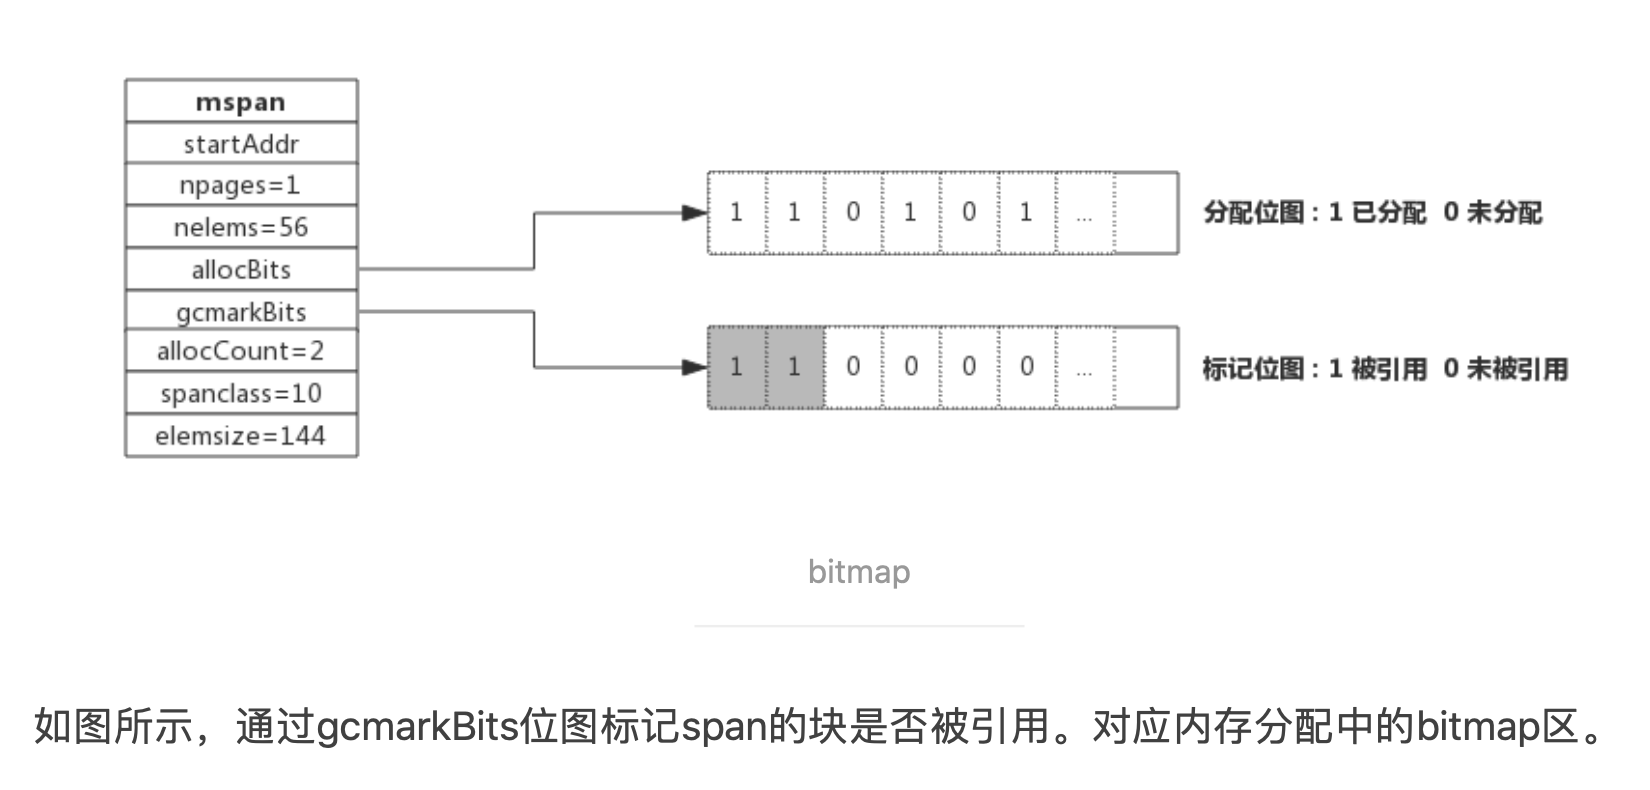 mspan
startAddr
npages=1
nelems=56
allocBits
gcmarkBits
allocCount=2
spanclass=10
elemsize=144
1 1 0 1 0 1 ...
分配位图：1 已分配 0 未分配
1 1 0 0 0 0 ...
标记位图：1 被引用 0 未被引用
bitmap
如图所示，通过gcmarkBits位图标记span的块是否被引用。对应内存分配中的bitmap区。